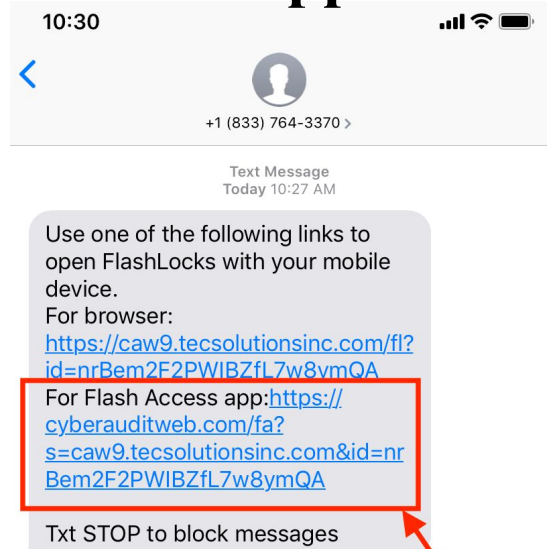 10:30
+1 (833) 764-3370 >
Text Message
Today 10:27 AM
Use one of the following links to
open FlashLocks with your mobile
device.
For browser:
https://caw9.tecsolutionsinc.com/fl?
id=nrBem2F2PWIBZfL7w8ymQA
For Flash Access app:https://
cyberauditweb.com/fa?
s=caw9.tecsolutionsinc.com&id=nr
Bem2F2PWIBZfL7w8ymQA
Txt STOP to block messages